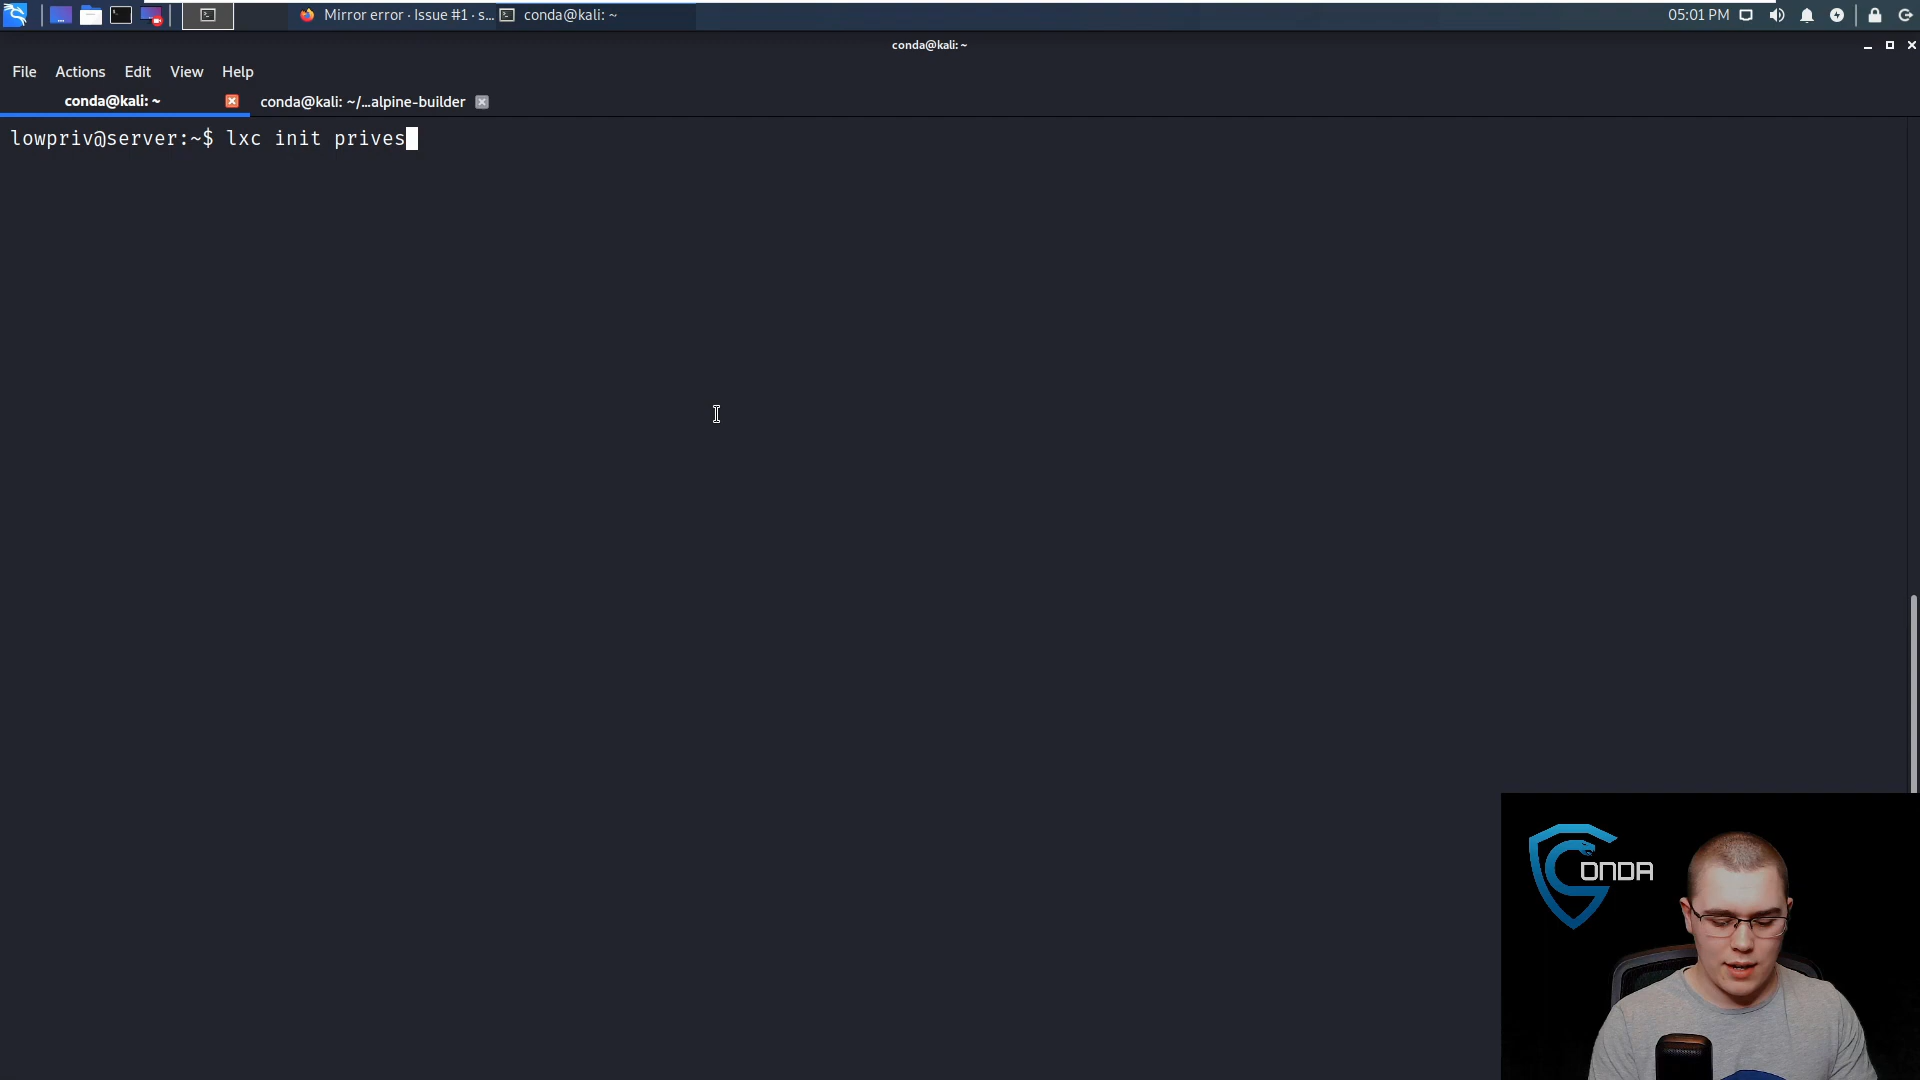 Mirror error · Issue #1 · s...
conda@kali: ~
05:01 PM
conda@kali: ~
File Actions Edit View Help
conda@kali: ~
conda@kali: ~/...alpine-builder
lowpriv@server:~$ lxc init prives
CONDA